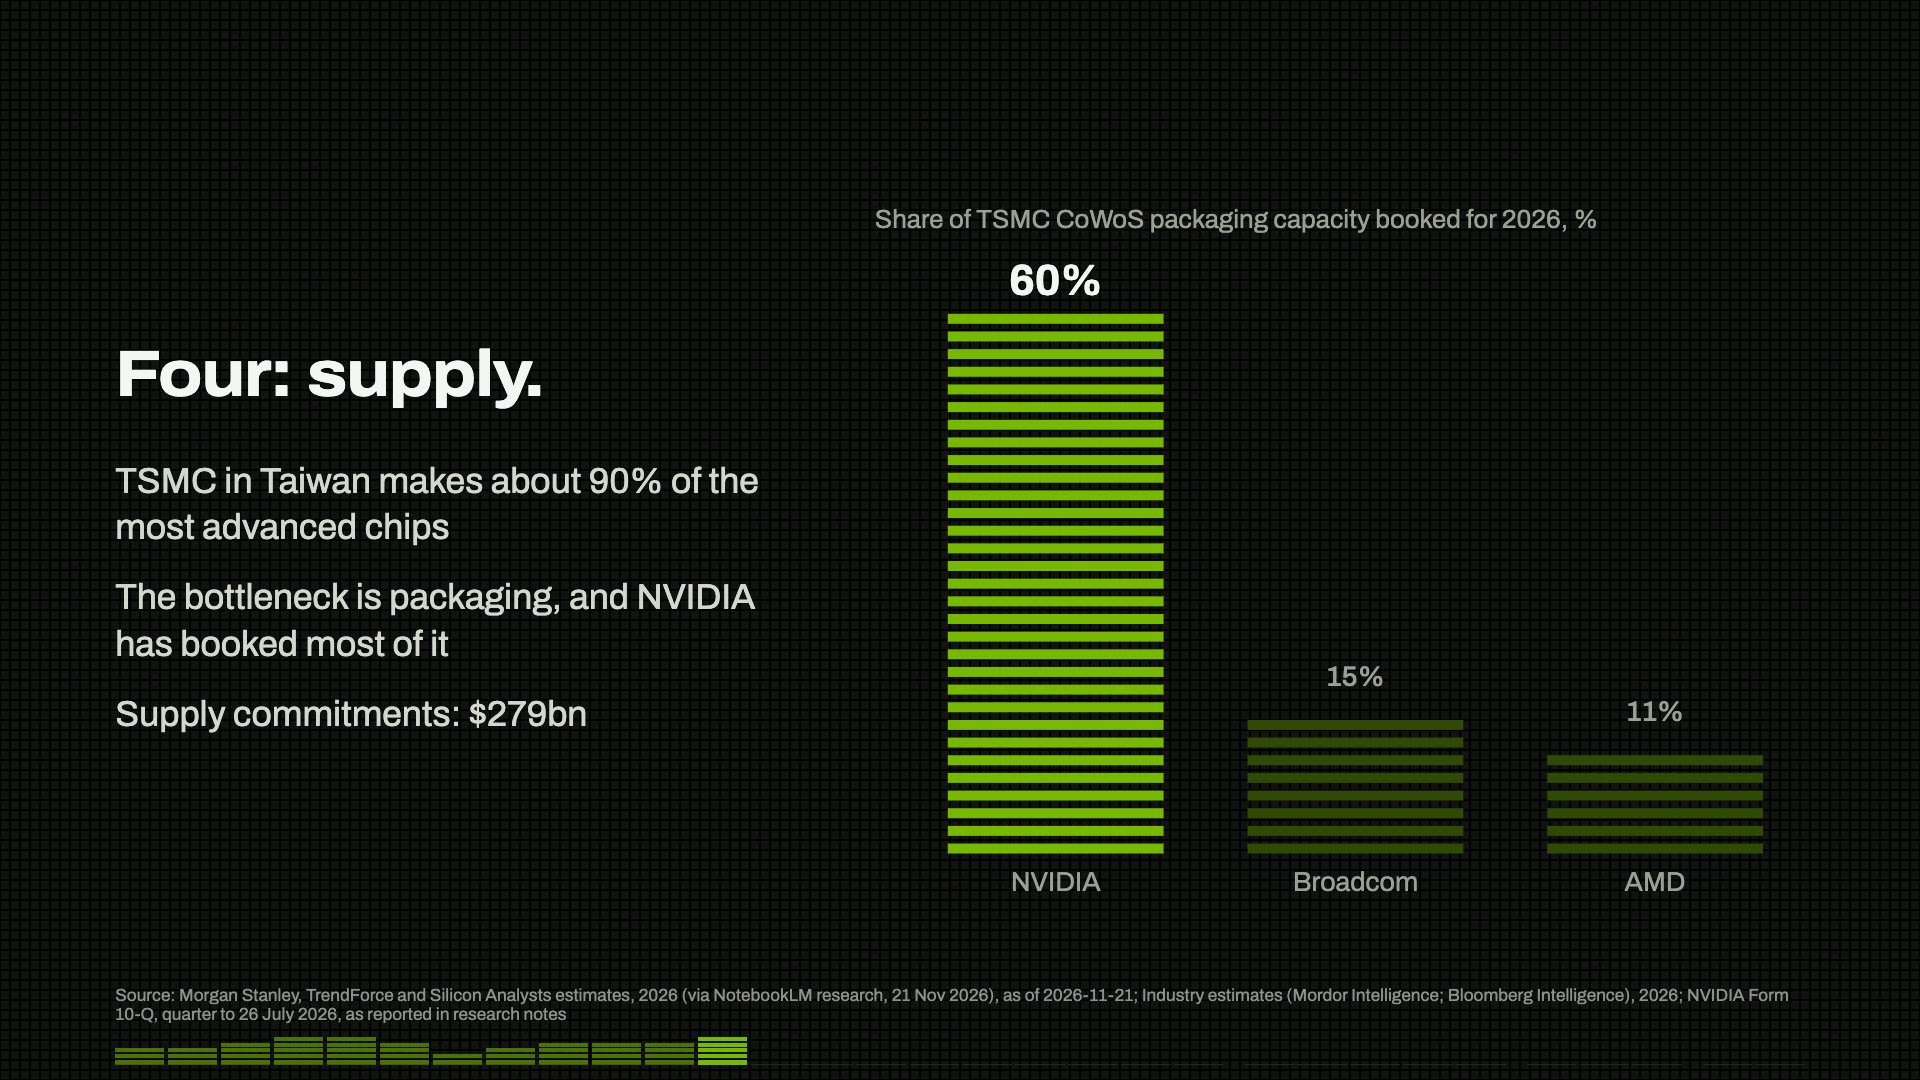 Share of TSMC CoWoS packaging capacity booked for 2026, %
60%
Four: supply.
TSMC in Taiwan makes about 90% of the
most advanced chips
The bottleneck is packaging, and NVIDIA
has booked most of it
Supply commitments: $279bn
15%
11%
NVIDIA
Broadcom
AMD
Source: Morgan Stanley, TrendForce and Silicon Analysts estimates, 2026 (via NotebookLM research, 21 Nov 2026), as of 2026-11-21; Industry estimates (Mordor Intelligence; Bloomberg Intelligence), 2026; NVIDIA Form
10-Q, quarter to 26 July 2026, as reported in research notes